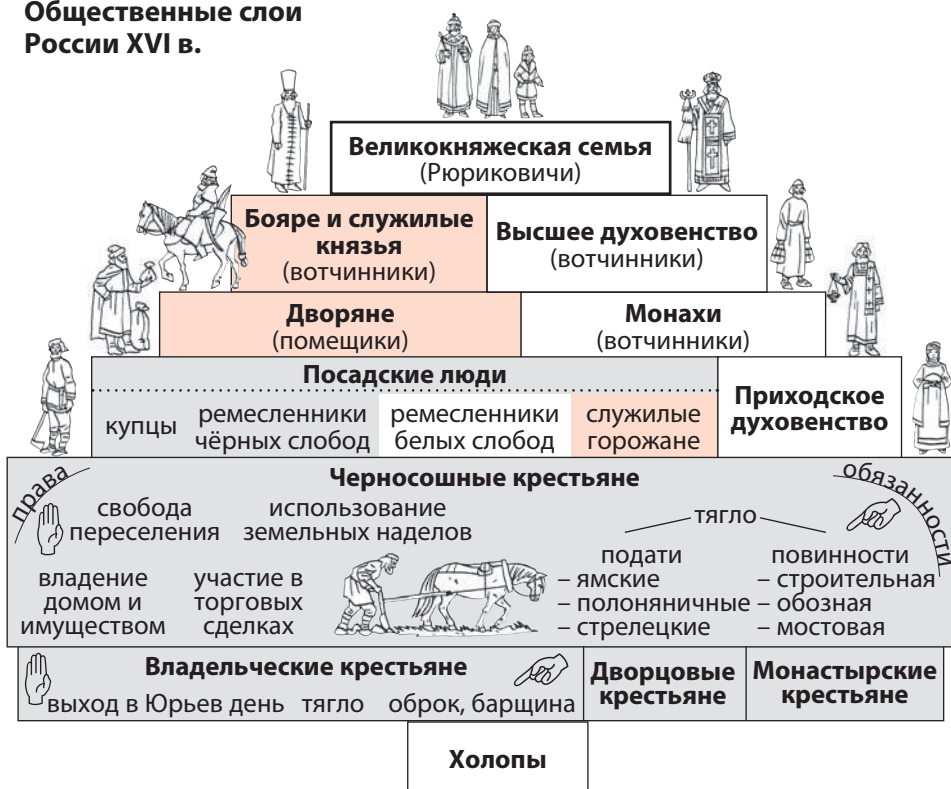 Общественные слои
России XVI в.
Великокняжеская семья
(Рюриковичи)
Бояре и служилые
князья
(вотчинники)
Высшее духовенство
(вотчинники)
Дворяне
(помещики)
Монахи
(вотчинники)
Посадские люди
купцы
ремесленники
чёрных слобод
ремесленники
белых слобод
служилые
горожане
Приходское
духовенство
Черносошные крестьяне
права
свобода
переселения
использование
земельных наделов
владение
домом и
имуществом
участие в
торговых
сделках
обязанности
тягло
подати
– ямские
– полоняничные
– стрелецкие
повинности
– строительная
– обозная
– мостовая
Владельческие крестьяне
выход в Юрьев день тягло оброк, барщина
Дворцовые
крестьяне
Монастырские
крестьяне
Холопы